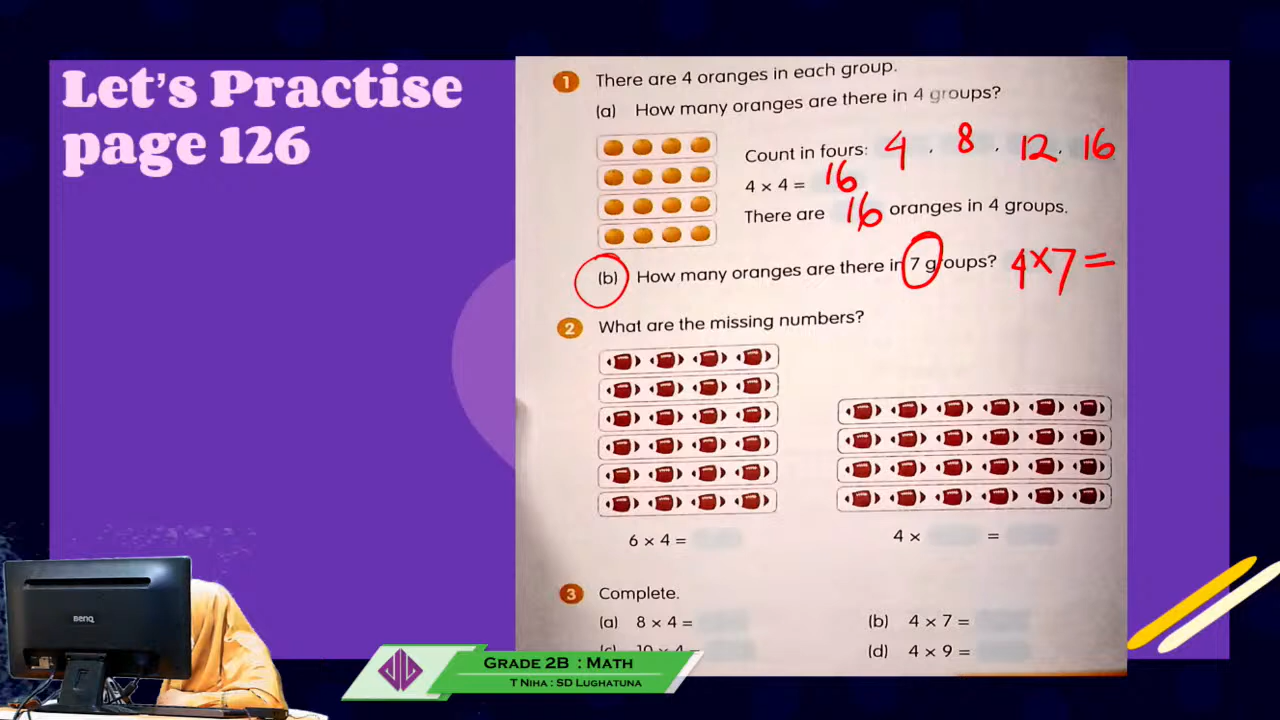 Let's Practise
page 126
1 There are 4 oranges in each group.
(a) How many oranges are there in 4 groups?
Count in fours: 4 , 8 , 12 , 16
4 × 4 = 16
There are 16 oranges in 4 groups.
(b) How many oranges are there in 7 groups? 4×7=
2 What are the missing numbers?
6 × 4 =
4 × =
3 Complete.
(a) 8 × 4 =
(b) 4 × 7 =
(c) 10 × 4 =
(d) 4 × 9 =
BenQ
GRADE 2B : MATH
T NIHA : SD LUGHATUNA